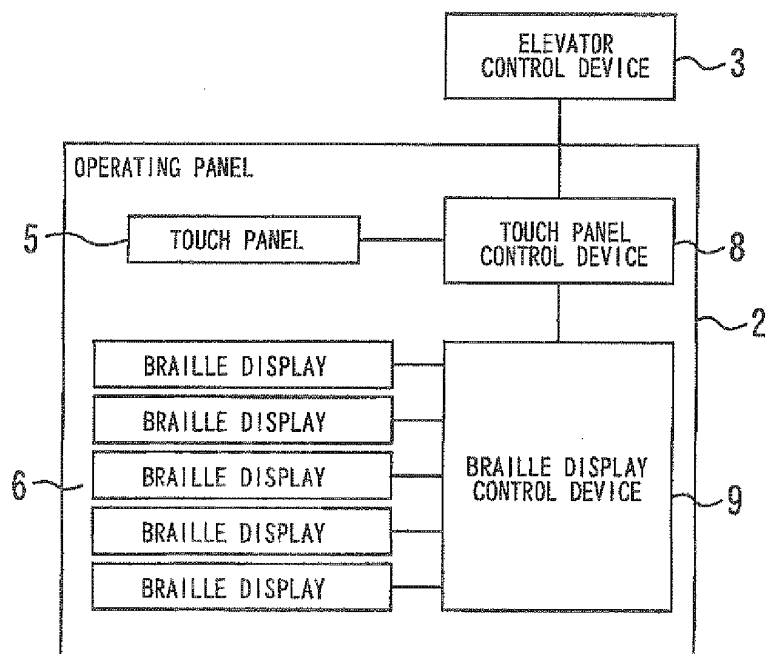 ELEVATOR
CONTROL DEVICE
3
OPERATING PANEL
5
TOUCH PANEL
TOUCH PANEL
CONTROL DEVICE
8
2
BRAILLE DISPLAY
BRAILLE DISPLAY
6
BRAILLE DISPLAY
BRAILLE DISPLAY
BRAILLE DISPLAY
BRAILLE DISPLAY
CONTROL DEVICE
9